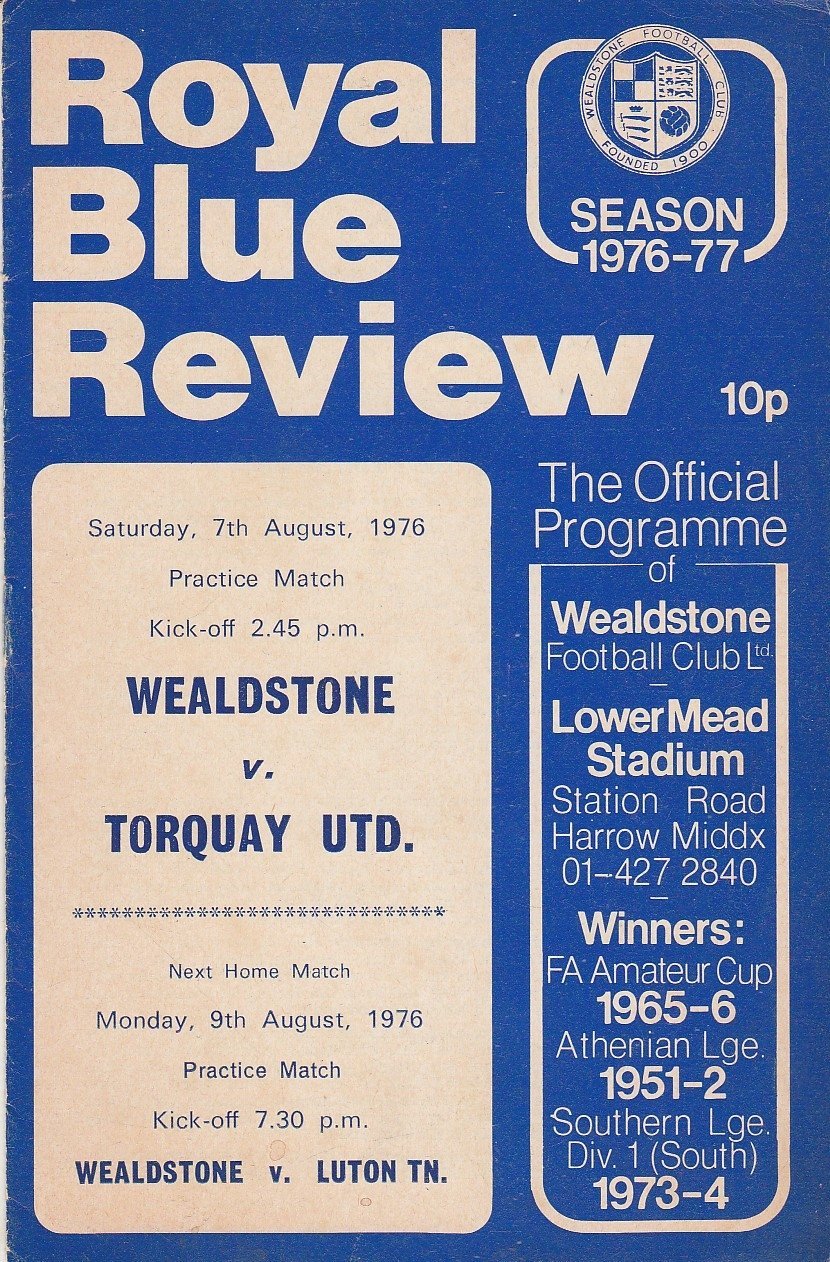 Royal
Blue
Review
WEALDSTONE FOOTBALL CLUB
FOUNDED 1900
SEASON
1976-77
10p
Saturday, 7th August, 1976
Practice Match
Kick-off 2.45 p.m.
WEALDSTONE
v.
TORQUAY UTD.
******************************
Next Home Match
Monday, 9th August, 1976
Practice Match
Kick-off 7.30 p.m.
WEALDSTONE v. LUTON TN.
The Official
Programme
of
Wealdstone
Football Club Ltd.
–
Lower Mead
Stadium
Station Road
Harrow Middx
01–427 2840
–
Winners:
FA Amateur Cup
1965-6
Athenian Lge.
1951-2
Southern Lge.
Div. 1 (South)
1973-4